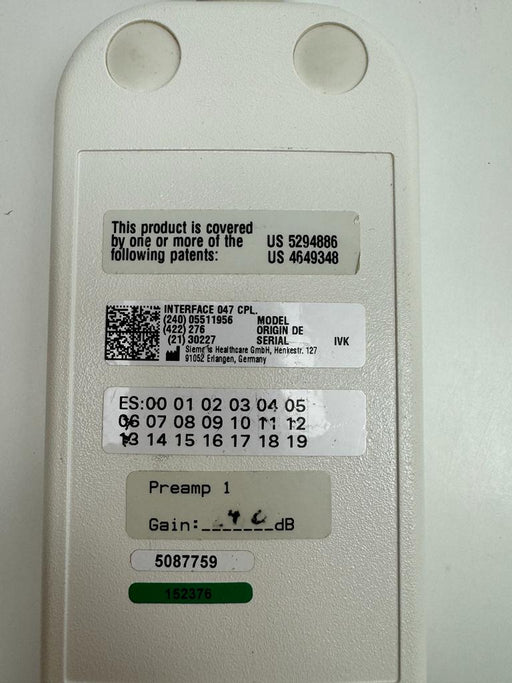 This product is covered
by one or more of the US 5294886
following patents: US 4649348
INTERFACE 047 CPL.
(240) 05511956 MODEL
(422) 276 ORIGIN DE
(21) 30227 SERIAL IVK
Healthcare GmbH, Henkestr. 127
91052 Erlangen, Germany
ES:00 01 02 03 04 05
06 07 08 09 10 11 12
13 14 15 16 17 18 19
Preamp 1
Gain:_______dB
5087759
152376